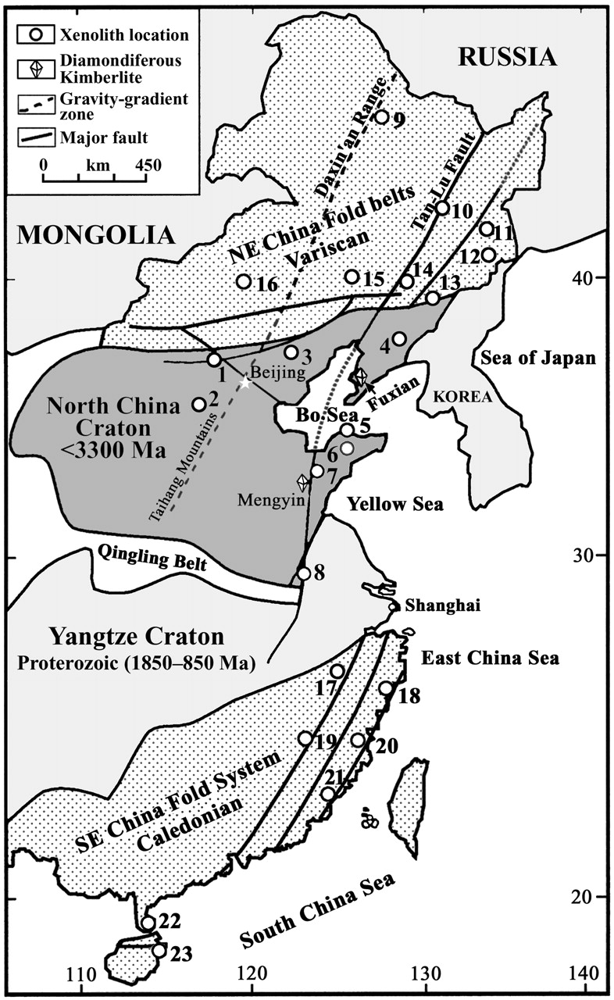 Xenolith location
Diamondiferous
Kimberlite
Gravity-gradient
zone
Major fault
0 km 450
RUSSIA
MONGOLIA
Daxin'an Range
9
Tan-Lu Fault
NE China Fold belts
Variscan
10
11
12
13
14
15
16
40
1
2
3
4
Beijing
Sea of Japan
KOREA
Fuxian
Bo Sea
5
6
7
North China
Craton
<3300 Ma
Taihang Mountains
Mengyin
Yellow Sea
Qingling Belt
8
30
Shanghai
Yangtze Craton
Proterozoic (1850–850 Ma)
East China Sea
17
18
19
20
21
SE China Fold System
Caledonian
South China Sea
20
22
23
110
120
130
140